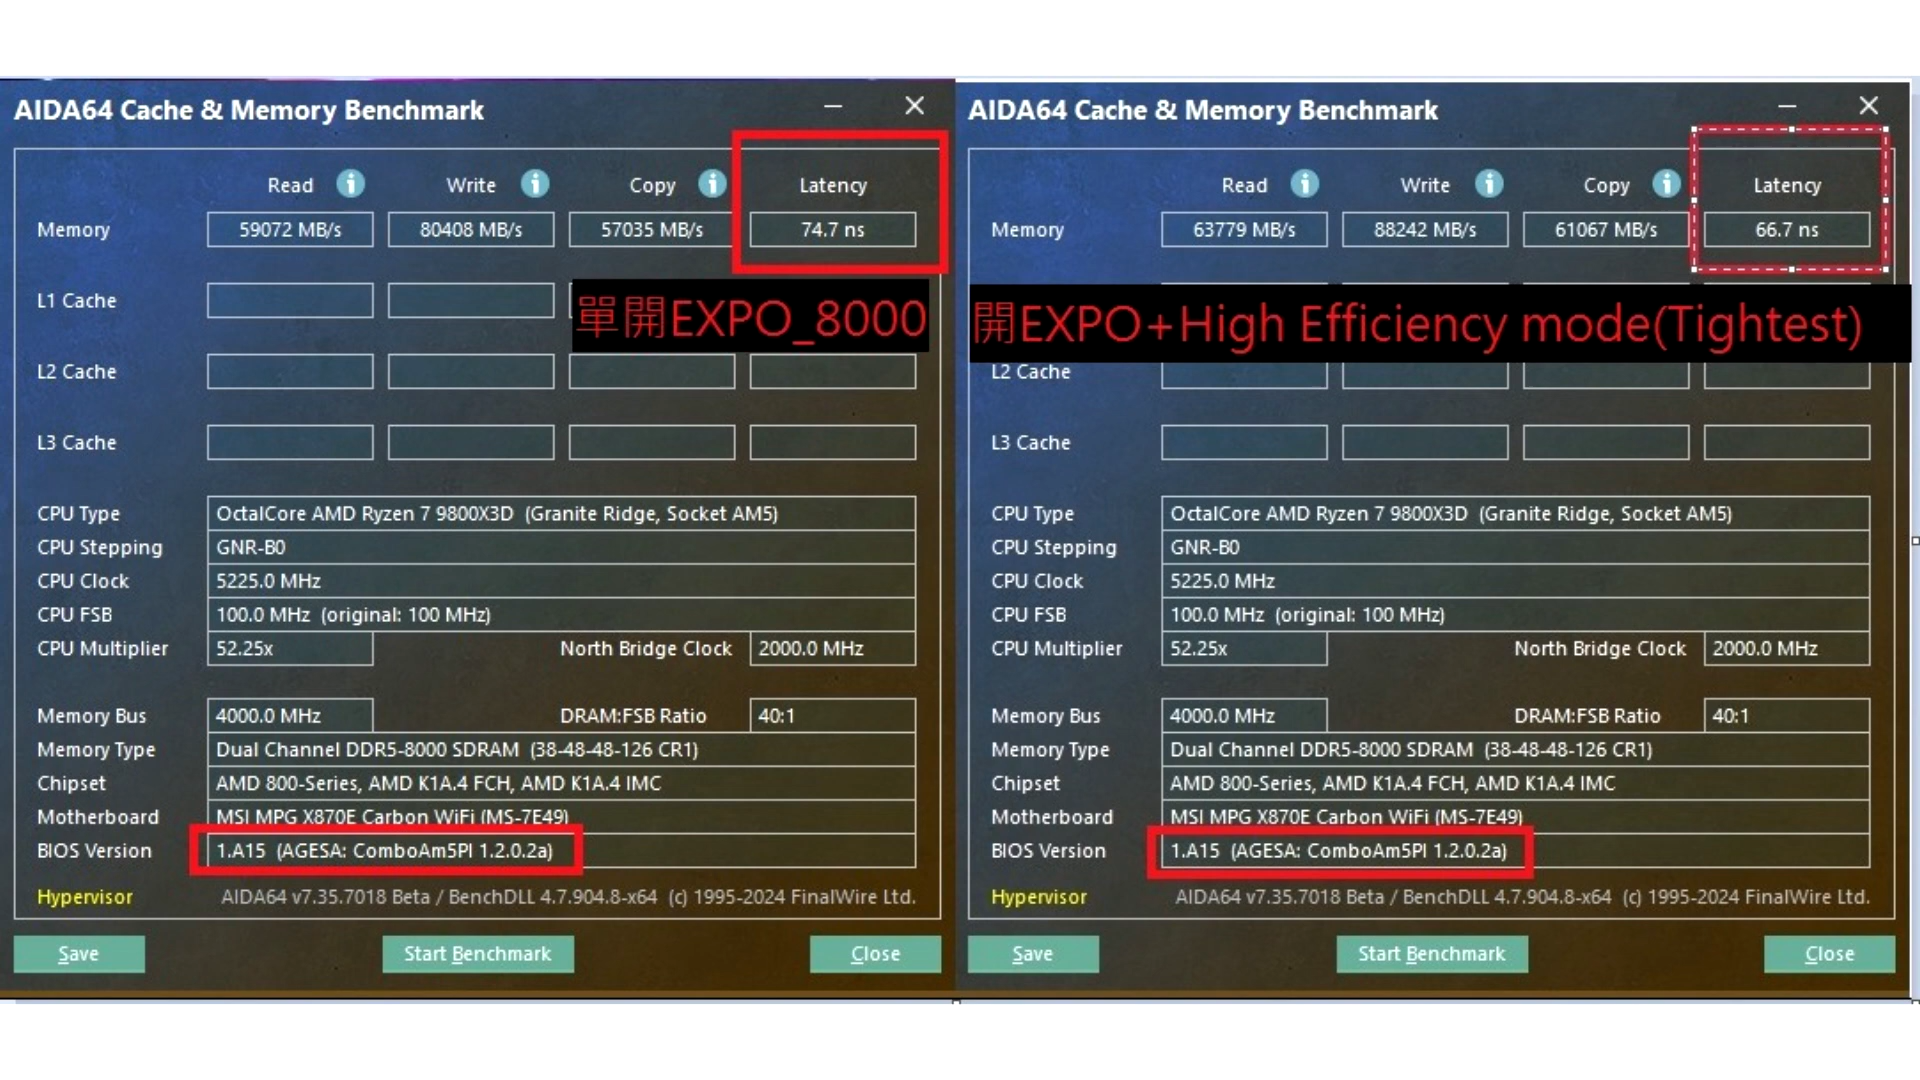 AIDA64 Cache & Memory Benchmark
Read Write Copy Latency
Memory 59072 MB/s 80408 MB/s 57035 MB/s 74.7 ns
L1 Cache
單開EXPO_8000
L2 Cache
L3 Cache
CPU Type OctalCore AMD Ryzen 7 9800X3D (Granite Ridge, Socket AM5)
CPU Stepping GNR-B0
CPU Clock 5225.0 MHz
CPU FSB 100.0 MHz (original: 100 MHz)
CPU Multiplier 52.25x North Bridge Clock 2000.0 MHz
Memory Bus 4000.0 MHz DRAM:FSB Ratio 40:1
Memory Type Dual Channel DDR5-8000 SDRAM (38-48-48-126 CR1)
Chipset AMD 800-Series, AMD K1A.4 FCH, AMD K1A.4 IMC
Motherboard MSI MPG X870E Carbon WiFi (MS-7E49)
BIOS Version 1.A15 (AGESA: ComboAm5PI 1.2.0.2a)
Hypervisor AIDA64 v7.35.7018 Beta / BenchDLL 4.7.904.8-x64 (c) 1995-2024 FinalWire Ltd.
Save Start Benchmark Close
AIDA64 Cache & Memory Benchmark
Read Write Copy Latency
Memory 63779 MB/s 88242 MB/s 61067 MB/s 66.7 ns
開EXPO+High Efficiency mode(Tightest)
L2 Cache
L3 Cache
CPU Type OctalCore AMD Ryzen 7 9800X3D (Granite Ridge, Socket AM5)
CPU Stepping GNR-B0
CPU Clock 5225.0 MHz
CPU FSB 100.0 MHz (original: 100 MHz)
CPU Multiplier 52.25x North Bridge Clock 2000.0 MHz
Memory Bus 4000.0 MHz DRAM:FSB Ratio 40:1
Memory Type Dual Channel DDR5-8000 SDRAM (38-48-48-126 CR1)
Chipset AMD 800-Series, AMD K1A.4 FCH, AMD K1A.4 IMC
Motherboard MSI MPG X870E Carbon WiFi (MS-7E49)
BIOS Version 1.A15 (AGESA: ComboAm5PI 1.2.0.2a)
Hypervisor AIDA64 v7.35.7018 Beta / BenchDLL 4.7.904.8-x64 (c) 1995-2024 FinalWire Ltd.
Save Start Benchmark Close